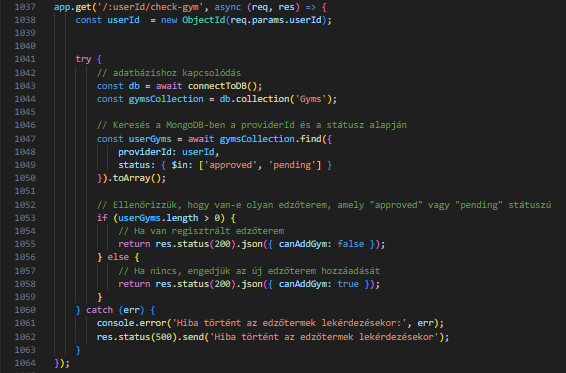 1037 app.get('/:userId/check-gym', async (req, res) => {
1038     const userId  = new ObjectId(req.params.userId);
1039
1040
1041     try {
1042         // adatbázishoz kapcsolódás
1043         const db = await connectToDB();
1044         const gymsCollection = db.collection('Gyms');
1045
1046         // Keresés a MongoDB-ben a providerId és a státusz alapján
1047         const userGyms = await gymsCollection.find({
1048             providerId: userId,
1049             status: { $in: ['approved', 'pending'] }
1050         }).toArray();
1051
1052         // Ellenőrizzük, hogy van-e olyan edzőterem, amely "approved" vagy "pending" státuszú
1053         if (userGyms.length > 0) {
1054             // Ha van regisztrált edzőterem
1055             return res.status(200).json({ canAddGym: false });
1056         } else {
1057             // Ha nincs, engedjük az új edzőterem hozzáadását
1058             return res.status(200).json({ canAddGym: true });
1059         }
1060     } catch (err) {
1061         console.error('Hiba történt az edzőtermek lekérdezésekor:', err);
1062         res.status(500).send('Hiba történt az edzőtermek lekérdezésekor');
1063     }
1064 });